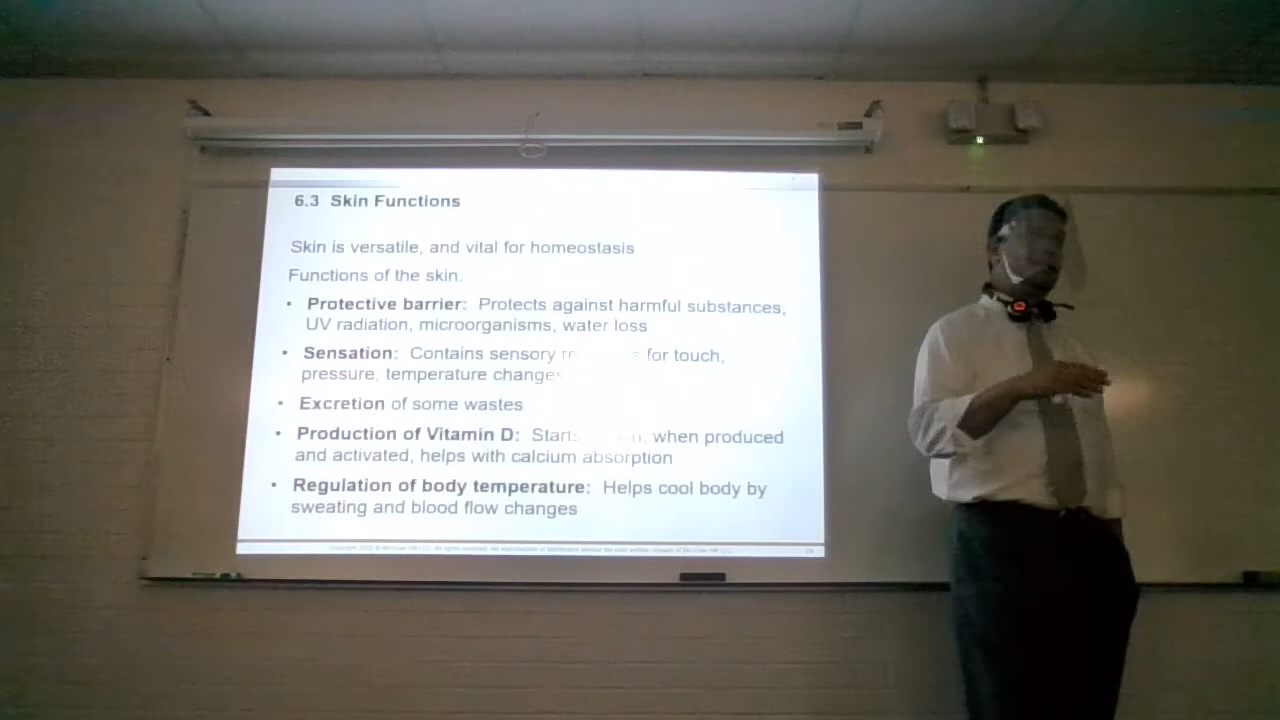 6.3 Skin Functions
Skin is versatile, and vital for homeostasis
Functions of the skin.
• Protective barrier: Protects against harmful substances,
UV radiation, microorganisms, water loss
• Sensation: Contains sensory for touch,
pressure, temperature changes
• Excretion of some wastes
• Production of Vitamin D: Starts when produced
and activated, helps with calcium absorption
• Regulation of body temperature: Helps cool body by
sweating and blood flow changes